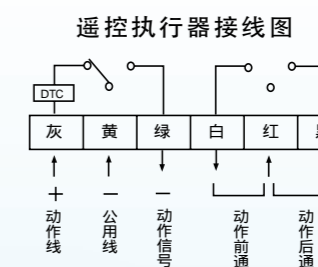 遥控执行器接线图
DTC
灰 黄 绿 白 红
+ − −
动作线
公用线
动作信号
动作前通
动作后通